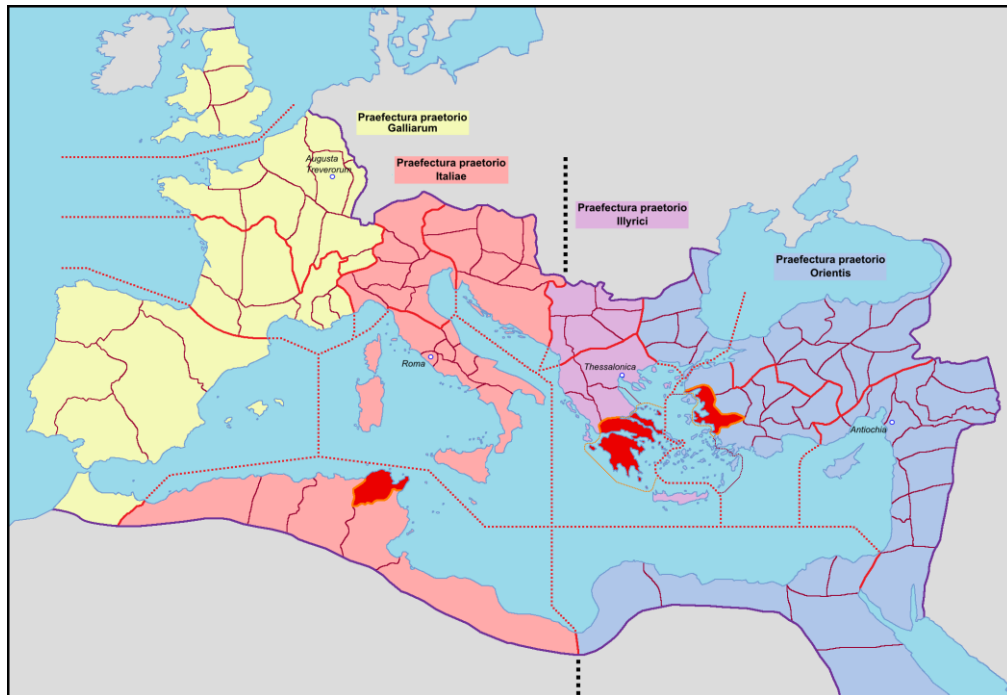 Praefectura praetorio
Galliarum
Augusta
Treverorum
Praefectura praetorio
Italiae
Praefectura praetorio
Illyrici
Praefectura praetorio
Orientis
Roma
Thessalonica
Antiochia